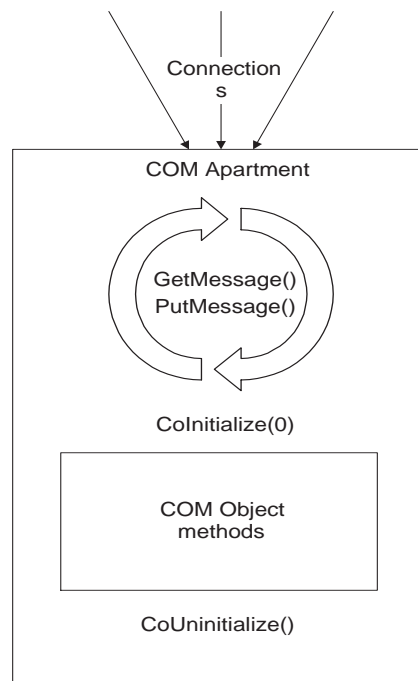 Connection
s
COM Apartment
GetMessage()
PutMessage()
CoInitialize(0)
COM Object
methods
CoUninitialize()